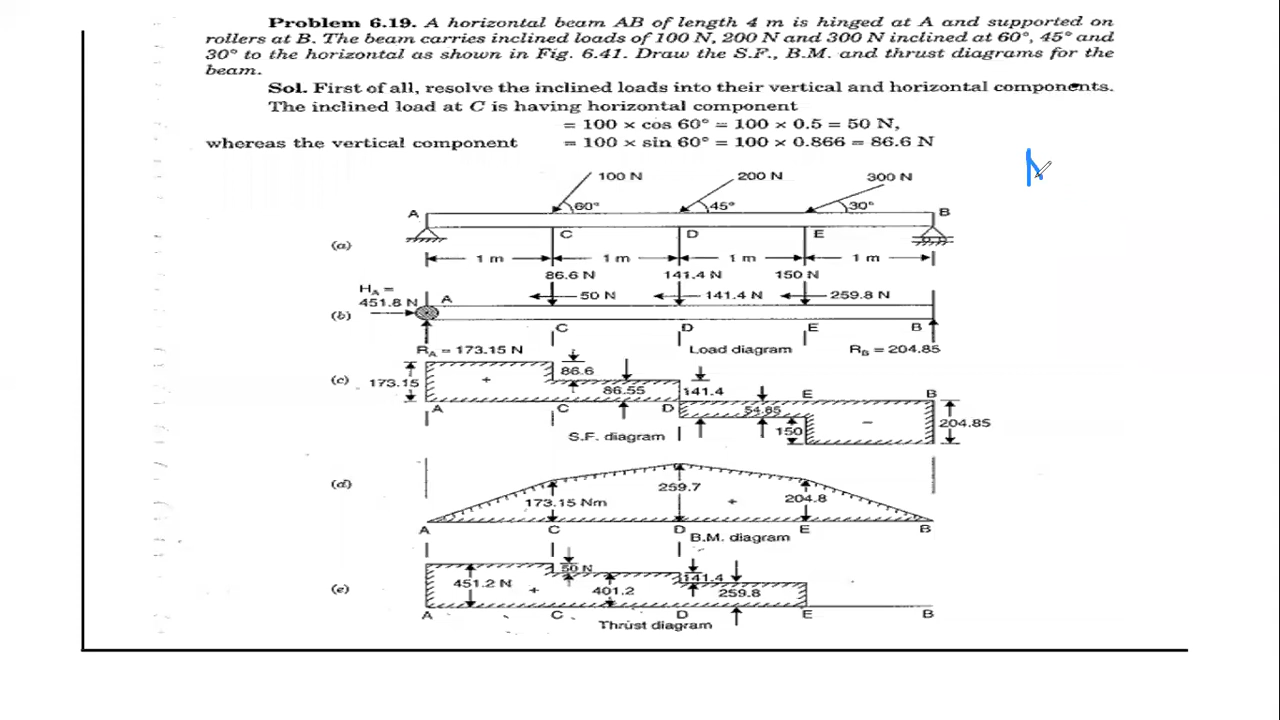 Problem 6.19. A horizontal beam AB of length 4 m is hinged at A and supported on
rollers at B. The beam carries inclined loads of 100 N, 200 N and 300 N inclined at 60°, 45° and
30° to the horizontal as shown in Fig. 6.41. Draw the S.F., B.M. and thrust diagrams for the
beam.
Sol. First of all, resolve the inclined loads into their vertical and horizontal components.
The inclined load at C is having horizontal component
= 100 × cos 60° = 100 × 0.5 = 50 N,
whereas the vertical component = 100 × sin 60° = 100 × 0.866 = 86.6 N
100 N 200 N 300 N
A 60° 45° 30° B
(a) C D E
1 m 1 m 1 m 1 m
86.6 N 141.4 N 150 N
H_A =
451.8 N A 50 N 141.4 N 259.8 N
(b) C D E B
R_A = 173.15 N Load diagram R_B = 204.85
(c) 173.15 + 86.6 86.55 141.4 E B
A C D 54.85 − 204.85
S.F. diagram 150
(d) 173.15 Nm 259.7 + 204.8
A C D E B
B.M. diagram
50 N 141.4
(e) 451.2 N + 401.2 259.8
A C D E B
Thrust diagram